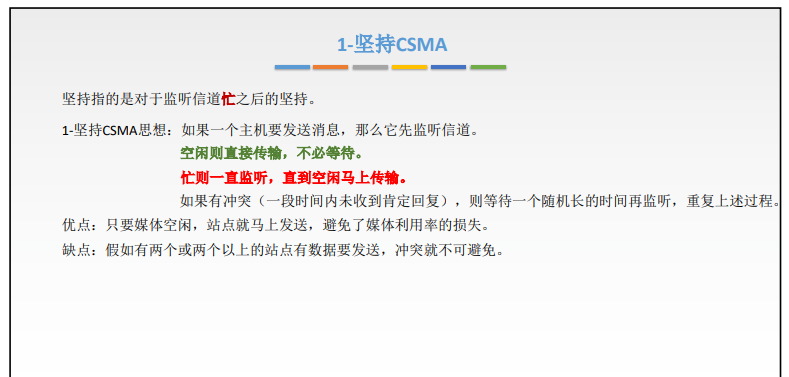 1-坚持CSMA
坚持指的是对于监听信道忙之后的坚持。
1-坚持CSMA思想：如果一个主机要发送消息，那么它先监听信道。
空闲则直接传输，不必等待。
忙则一直监听，直到空闲马上传输。
如果有冲突（一段时间内未收到肯定回复），则等待一个随机长的时间再监听，重复上述过程。
优点：只要媒体空闲，站点就马上发送，避免了媒体利用率的损失。
缺点：假如有两个或两个以上的站点有数据要发送，冲突就不可避免。